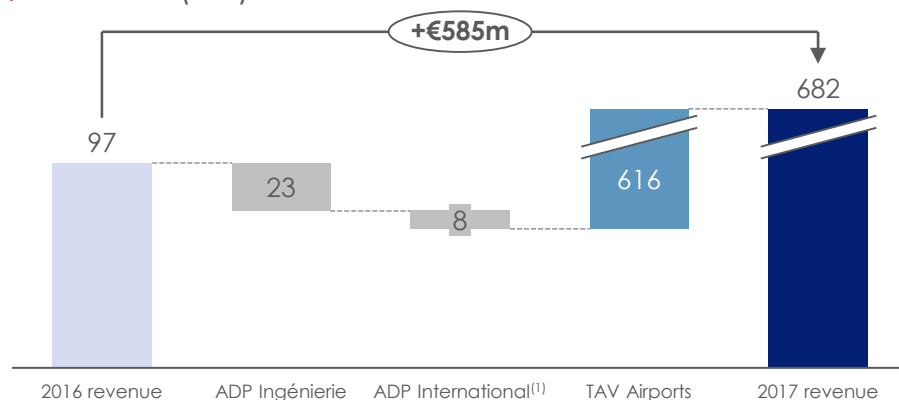 +€585m
682
97
23
616
8
2016 revenue
ADP Ingénierie
ADP International(1)
TAV Airports
2017 revenue